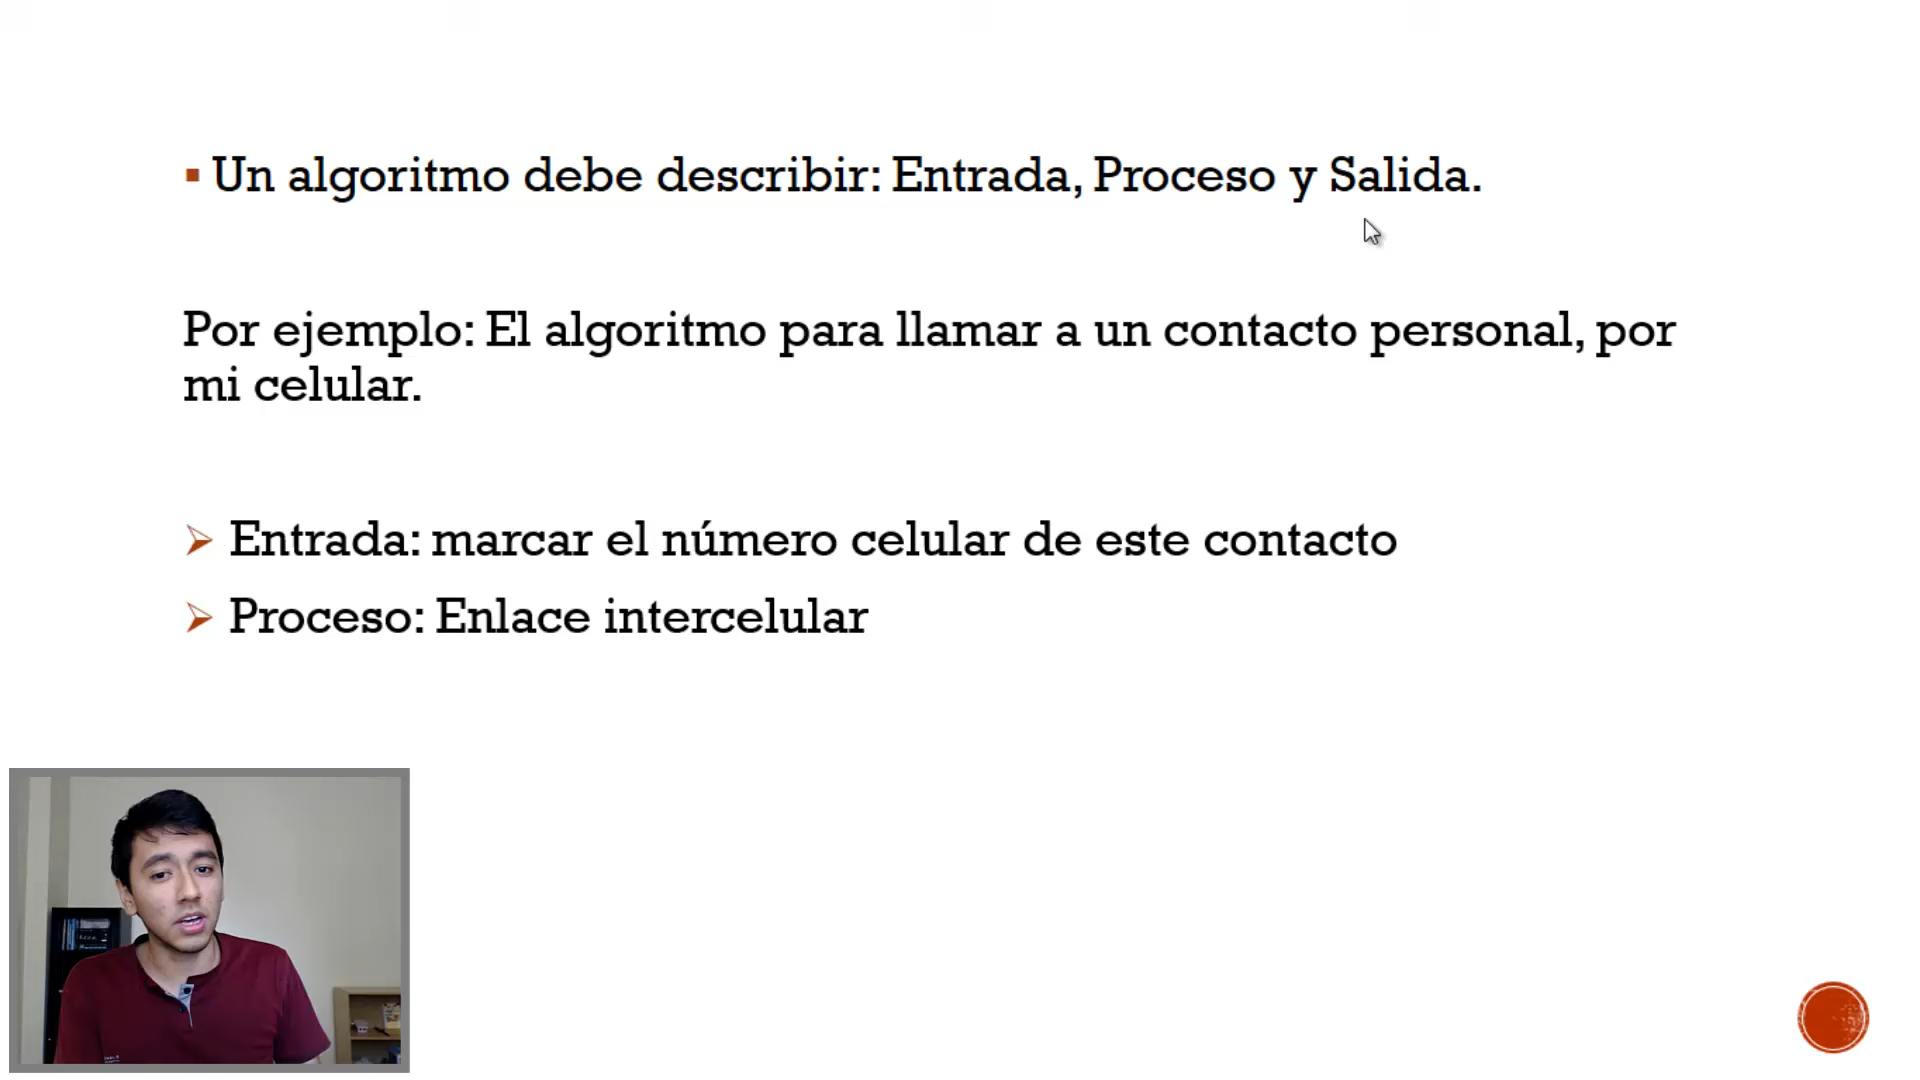 Un algoritmo debe describir: Entrada, Proceso y Salida.
Por ejemplo: El algoritmo para llamar a un contacto personal, por
mi celular.
Entrada: marcar el número celular de este contacto
Proceso: Enlace intercelular